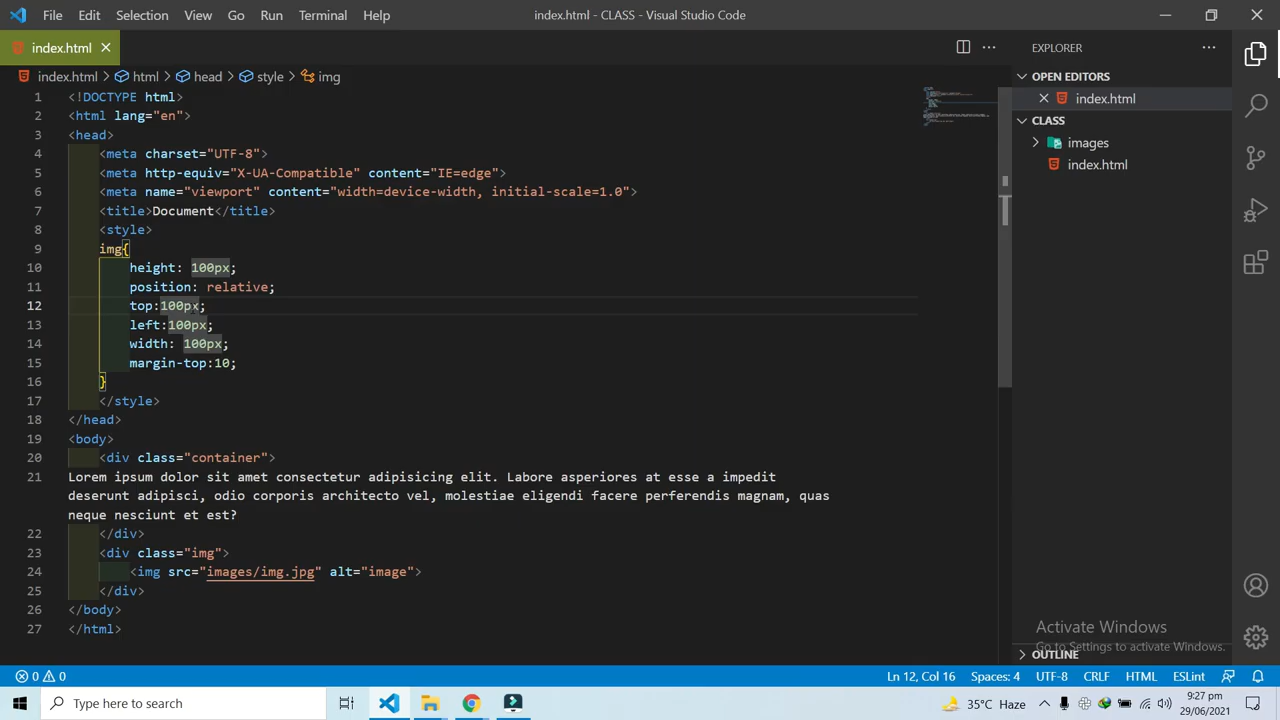 File Edit Selection View Go Run Terminal Help index.html - CLASS - Visual Studio Code
index.html
EXPLORER
index.html > html > head > style > img
OPEN EDITORS
index.html
CLASS
images
index.html
1 <!DOCTYPE html>
2 <html lang="en">
3 <head>
4 <meta charset="UTF-8">
5 <meta http-equiv="X-UA-Compatible" content="IE=edge">
6 <meta name="viewport" content="width=device-width, initial-scale=1.0">
7 <title>Document</title>
8 <style>
9 img{
10 height: 100px;
11 position: relative;
12 top:100px;
13 left:100px;
14 width: 100px;
15 margin-top:10;
16 }
17 </style>
18 </head>
19 <body>
20 <div class="container">
21 Lorem ipsum dolor sit amet consectetur adipisicing elit. Labore asperiores at esse a impedit
deserunt adipisci, odio corporis architecto vel, molestiae eligendi facere perferendis magnam, quas
neque nesciunt et est?
22 </div>
23 <div class="img">
24 <img src="images/img.jpg" alt="image">
25 </div>
26 </body>
27 </html>
Activate Windows
Go to Settings to activate Windows.
OUTLINE
0 0 Ln 12, Col 16 Spaces: 4 UTF-8 CRLF HTML ESLint
Type here to search
35°C Haze
9:27 pm
29/06/2021